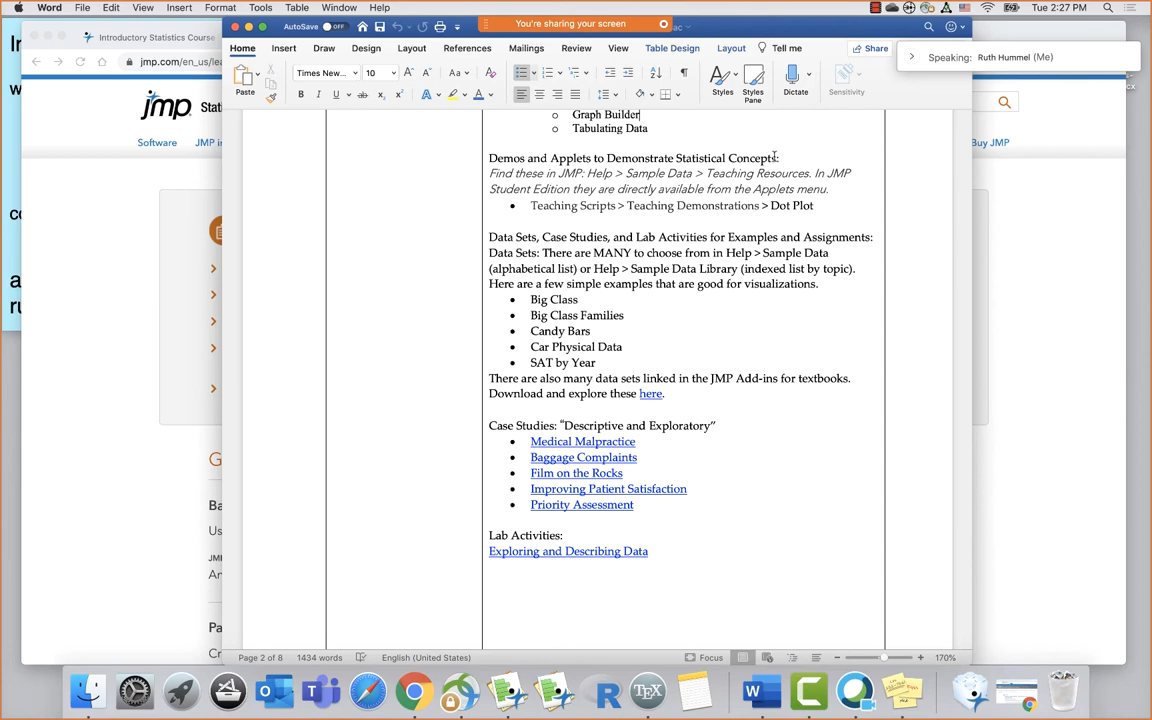 Word File Edit View Insert Format Tools Table Window Help Tue 2:27 PM
AutoSave OFF
You're sharing your screen
Introductory Statistics Course
Speaking: Ruth Hummel (Me)
Home Insert Draw Design Layout References Mailings Review View Table Design Layout Tell me Share
jmp.com/en_us/lea
Paste Times New... 10 Styles Styles Pane Dictate Sensitivity
jmp Stat
Software JMP in
Buy JMP
Graph Builder
Tabulating Data
Demos and Applets to Demonstrate Statistical Concepts:
Find these in JMP: Help > Sample Data > Teaching Resources. In JMP
Student Edition they are directly available from the Applets menu.
Teaching Scripts > Teaching Demonstrations > Dot Plot
Data Sets, Case Studies, and Lab Activities for Examples and Assignments:
Data Sets: There are MANY to choose from in Help > Sample Data
(alphabetical list) or Help > Sample Data Library (indexed list by topic).
Here are a few simple examples that are good for visualizations.
Big Class
Big Class Families
Candy Bars
Car Physical Data
SAT by Year
There are also many data sets linked in the JMP Add-ins for textbooks.
Download and explore these here.
Case Studies: "Descriptive and Exploratory"
Medical Malpractice
Baggage Complaints
Film on the Rocks
Improving Patient Satisfaction
Priority Assessment
Lab Activities:
Exploring and Describing Data
Page 2 of 8 1434 words English (United States) Focus 170%